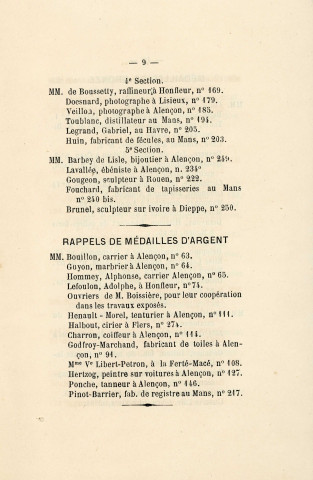 — 9 —
4e Section.
MM. de Boussetty, raffineur, à Honfleur, n° 169.
Doesnard, photographe à Lisieux, n° 179.
Veillon, photographe à Alençon, n° 185.
Toublanc, distillateur au Mans, n° 194.
Legrand, Gabriel, au Havre, n° 205.
Huin, fabricant de fécules, au Mans, n° 203.
5e Section.
MM. Barbey de Lisle, bijoutier à Alençon, n° 249.
Lavallée, ébéniste à Alençon, n. 234°
Gougeon, sculpteur à Rouen, n° 222.
Fouchard, fabricant de tapisseries au Mans
n° 240 bis.
Brunel, sculpteur sur ivoire à Dieppe, n° 250.
RAPPELS DE MÉDAILLES D'ARGENT
MM. Bouillon, carrier à Alençon, n° 63.
Guyon, marbrier à Alençon, n° 64.
Hommey, Alphonse, carrier Alençon, n° 65.
Lefoulon, Adolphe, à Honfleur, n° 74.
Ouvriers de M. Boissière, pour leur coopération
dans les travaux exposés.
Henault - Morel, tenturier à Alençon, n° 111.
Halbout, cirier à Flers, n° 274.
Charron, coiffeur à Alençon, n° 114.
Godfroy-Marchand, fabricant de toiles à Alen-
çon, n° 91.
Mme Ve Libert-Petron, à la Ferté-Macé, n° 108.
Hertzog, peintre sur voitures à Alençon, n° 127.
Ponche, tanneur à Alençon, n° 146.
Pinot-Barrier, fab. de registre au Mans, n° 217.